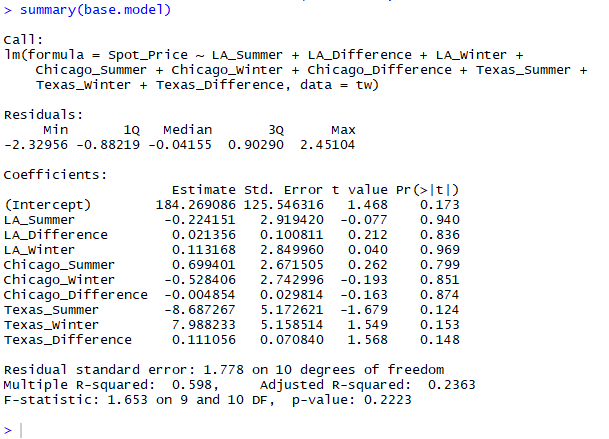 > summary(base.model)
Call:
lm(formula = Spot_Price ~ LA_Summer + LA_Difference + LA_Winter +
    Chicago_Summer + Chicago_Winter + Chicago_Difference + Texas_Summer +
    Texas_Winter + Texas_Difference, data = tw)
Residuals:
     Min       1Q   Median       3Q      Max
-2.32956 -0.88219 -0.04155  0.90290  2.45104
Coefficients:
                     Estimate Std. Error t value Pr(>|t|)
(Intercept)        184.269086 125.546316   1.468    0.173
LA_Summer           -0.224151   2.919420  -0.077    0.940
LA_Difference        0.021356   0.100811   0.212    0.836
LA_Winter            0.113168   2.849960   0.040    0.969
Chicago_Summer       0.699401   2.671505   0.262    0.799
Chicago_Winter      -0.528406   2.742996  -0.193    0.851
Chicago_Difference  -0.004854   0.029814  -0.163    0.874
Texas_Summer        -8.687267   5.172621  -1.679    0.124
Texas_Winter         7.988233   5.158514   1.549    0.153
Texas_Difference     0.111056   0.070840   1.568    0.148
Residual standard error: 1.778 on 10 degrees of freedom
Multiple R-squared:  0.598,     Adjusted R-squared:  0.2363
F-statistic: 1.653 on 9 and 10 DF,  p-value: 0.2223
>